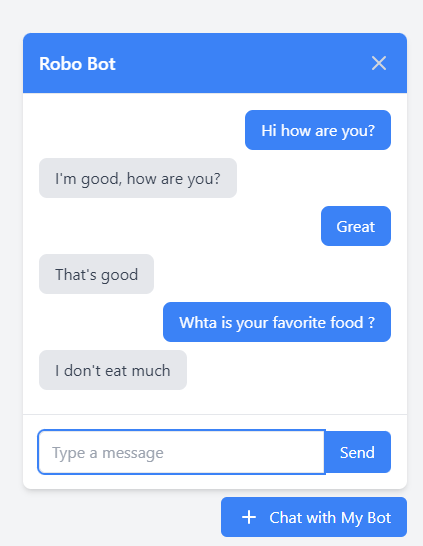 Robo Bot
Hi how are you?
I'm good, how are you?
Great
That's good
Whta is your favorite food ?
I don't eat much
Type a message
Send
Chat with My Bot